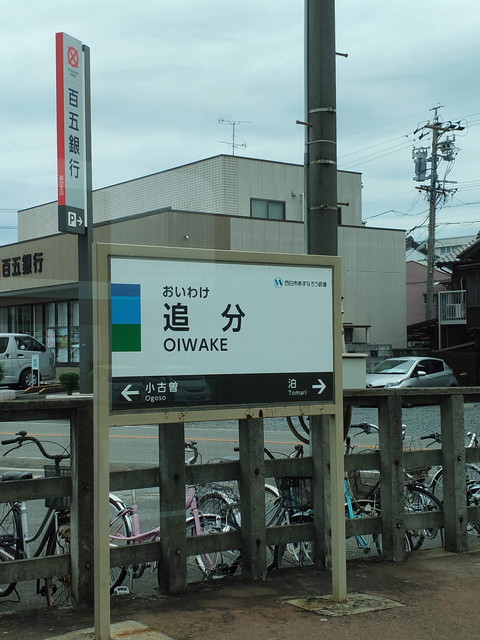 百五銀行
P
百五銀行
四日市あすなろう鉄道
おいわけ
追分
OIWAKE
小古曽
Ogoso
泊
Tomari